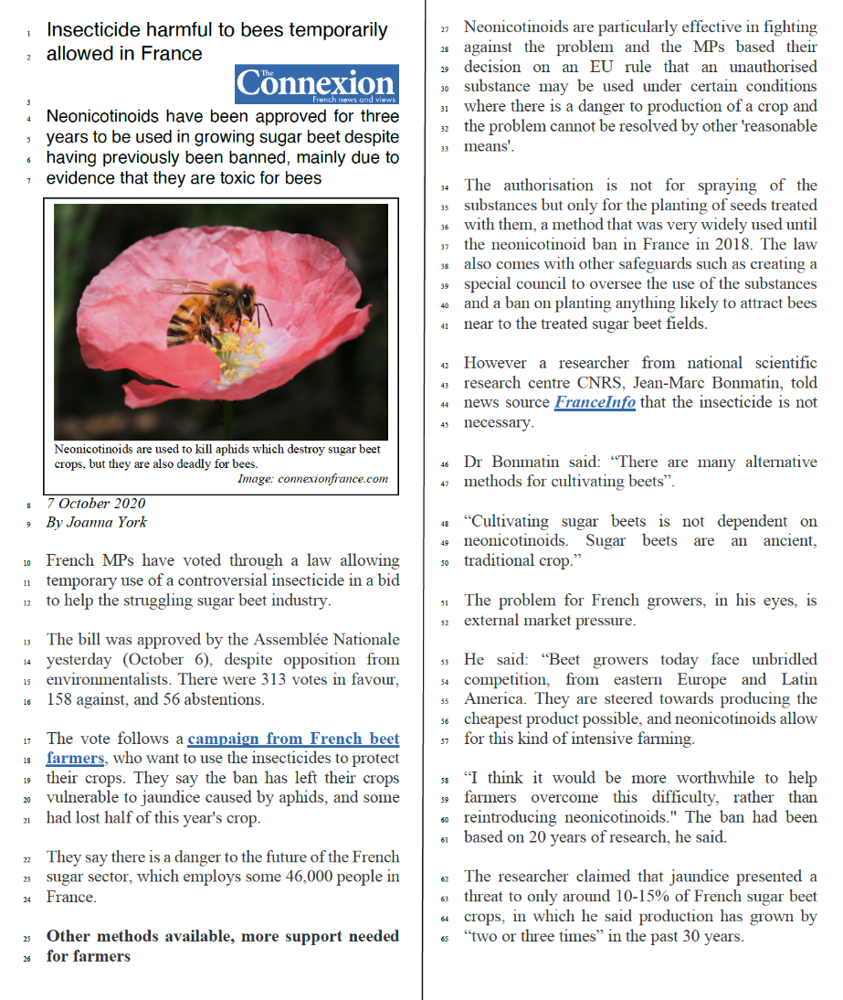 1 Insecticide harmful to bees temporarily
2 allowed in France
The Connexion
French news and views
3
4 Neonicotinoids have been approved for three
5 years to be used in growing sugar beet despite
6 having previously been banned, mainly due to
7 evidence that they are toxic for bees
Neonicotinoids are used to kill aphids which destroy sugar beet
crops, but they are also deadly for bees.
Image: connexionfrance.com
8 7 October 2020
9 By Joanna York
10 French MPs have voted through a law allowing
11 temporary use of a controversial insecticide in a bid
12 to help the struggling sugar beet industry.
13 The bill was approved by the Assemblée Nationale
14 yesterday (October 6), despite opposition from
15 environmentalists. There were 313 votes in favour,
16 158 against, and 56 abstentions.
17 The vote follows a campaign from French beet
18 farmers, who want to use the insecticides to protect
19 their crops. They say the ban has left their crops
20 vulnerable to jaundice caused by aphids, and some
21 had lost half of this year's crop.
22 They say there is a danger to the future of the French
23 sugar sector, which employs some 46,000 people in
24 France.
25 Other methods available, more support needed
26 for farmers
27 Neonicotinoids are particularly effective in fighting
28 against the problem and the MPs based their
29 decision on an EU rule that an unauthorised
30 substance may be used under certain conditions
31 where there is a danger to production of a crop and
32 the problem cannot be resolved by other 'reasonable
33 means'.
34 The authorisation is not for spraying of the
35 substances but only for the planting of seeds treated
36 with them, a method that was very widely used until
37 the neonicotinoid ban in France in 2018. The law
38 also comes with other safeguards such as creating a
39 special council to oversee the use of the substances
40 and a ban on planting anything likely to attract bees
41 near to the treated sugar beet fields.
42 However a researcher from national scientific
43 research centre CNRS, Jean-Marc Bonmatin, told
44 news source FranceInfo that the insecticide is not
45 necessary.
46 Dr Bonmatin said: “There are many alternative
47 methods for cultivating beets”.
48 “Cultivating sugar beets is not dependent on
49 neonicotinoids. Sugar beets are an ancient,
50 traditional crop.”
51 The problem for French growers, in his eyes, is
52 external market pressure.
53 He said: “Beet growers today face unbridled
54 competition, from eastern Europe and Latin
55 America. They are steered towards producing the
56 cheapest product possible, and neonicotinoids allow
57 for this kind of intensive farming.
58 “I think it would be more worthwhile to help
59 farmers overcome this difficulty, rather than
60 reintroducing neonicotinoids." The ban had been
61 based on 20 years of research, he said.
62 The researcher claimed that jaundice presented a
63 threat to only around 10-15% of French sugar beet
64 crops, in which he said production has grown by
65 “two or three times” in the past 30 years.